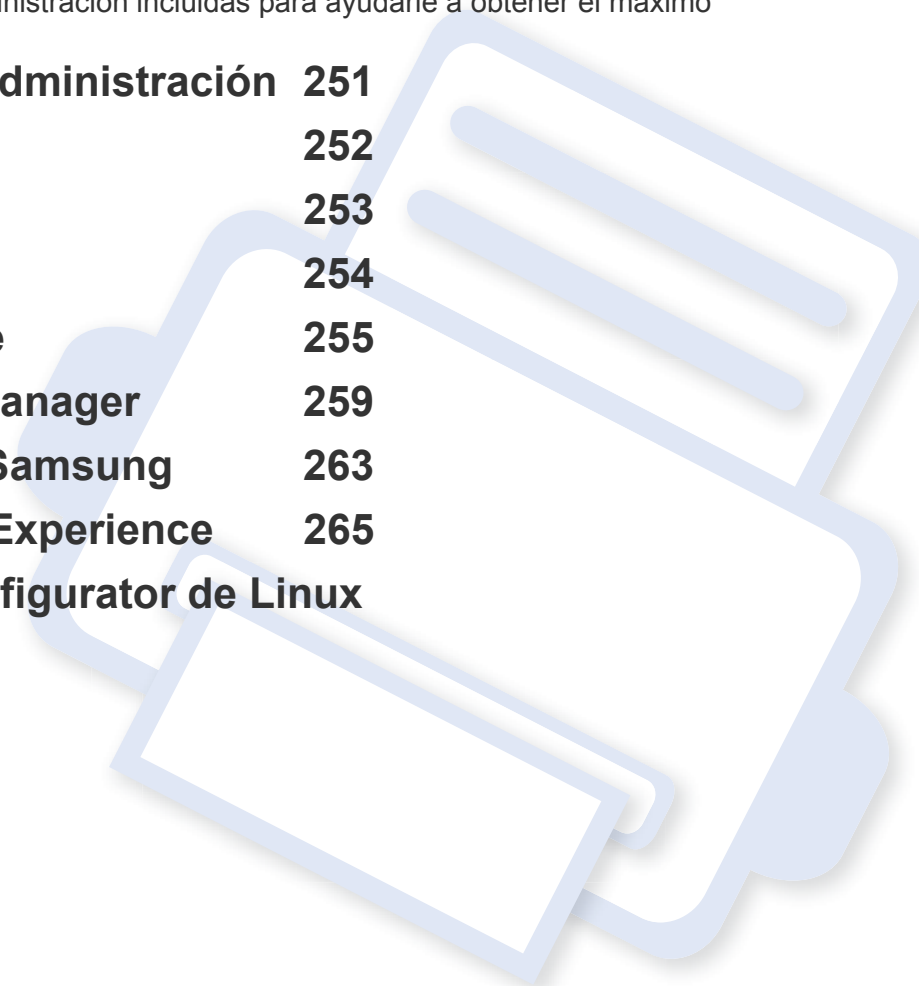 ninistración incluidas para ayudarle a obtener el máximo
dministración 251
252
253
254
e 255
anager 259
Samsung 263
Experience 265
figurator de Linux